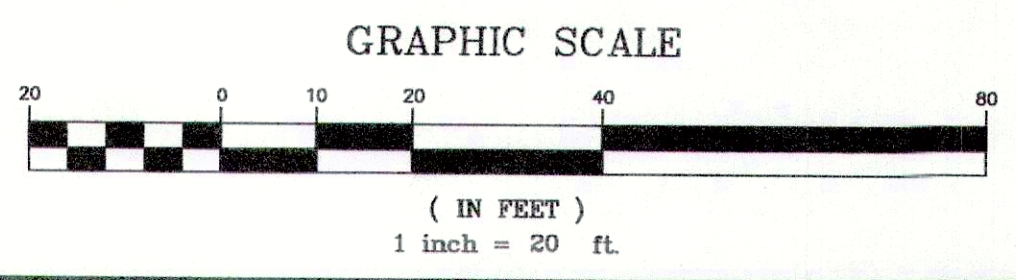 GRAPHIC SCALE
20 0 10 20 40 80
( IN FEET )
1 inch = 20 ft.